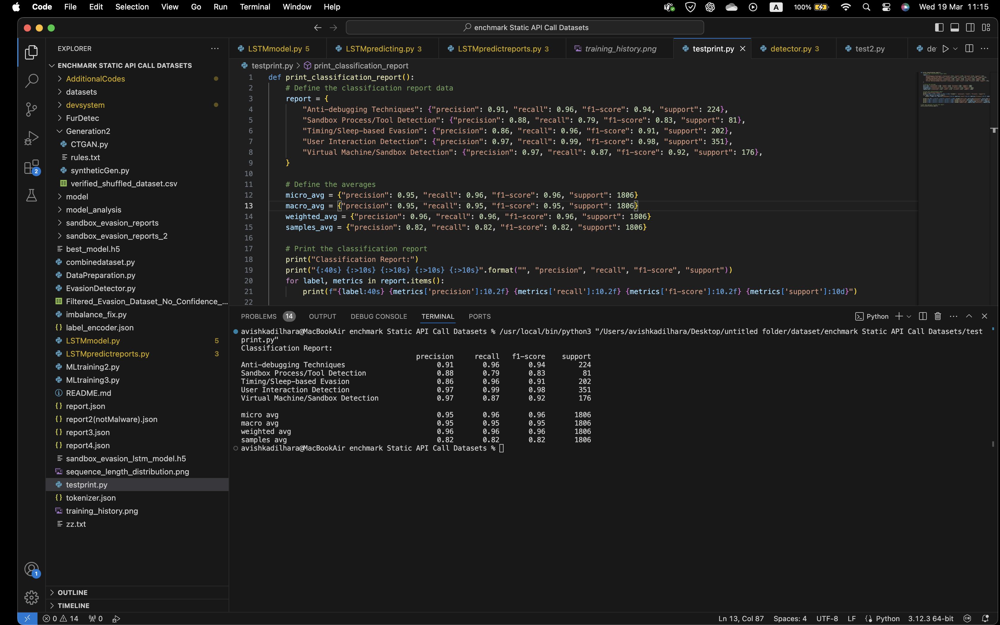 Code File Edit Selection View Go Run Terminal Window Help A 100% Wed 19 Mar 11:15
enchmark Static API Call Datasets
EXPLORER
ENCHMARK STATIC API CALL DATASETS
AdditionalCodes
datasets
devsystem
FurDetec
Generation2
CTGAN.py
rules.txt
syntheticGen.py
verified_shuffled_dataset.csv
model
model_analysis
sandbox_evasion_reports
sandbox_evasion_reports_2
best_model.h5
combinedataset.py
DataPreparation.py
EvasionDetector.py
Filtered_Evasion_Dataset_No_Confidence_...
imbalance_fix.py
label_encoder.json
LSTMmodel.py 5
LSTMpredictreports.py 3
MLtraining2.py
MLtraining3.py
README.md
report.json
report2(notMalware).json
report3.json
report4.json
sandbox_evasion_lstm_model.h5
sequence_length_distribution.png
testprint.py
tokenizer.json
training_history.png
zz.txt
OUTLINE
TIMELINE
2
1
LSTMmodel.py 5 LSTMpredicting.py 3 LSTMpredictreports.py 3 training_history.png testprint.py detector.py 3 test2.py de
testprint.py > print_classification_report
1 def print_classification_report():
2 # Define the classification report data
3 report = {
4 "Anti-debugging Techniques": {"precision": 0.91, "recall": 0.96, "f1-score": 0.94, "support": 224},
5 "Sandbox Process/Tool Detection": {"precision": 0.88, "recall": 0.79, "f1-score": 0.83, "support": 81},
6 "Timing/Sleep-based Evasion": {"precision": 0.86, "recall": 0.96, "f1-score": 0.91, "support": 202},
7 "User Interaction Detection": {"precision": 0.97, "recall": 0.99, "f1-score": 0.98, "support": 351},
8 "Virtual Machine/Sandbox Detection": {"precision": 0.97, "recall": 0.87, "f1-score": 0.92, "support": 176},
9 }
10
11 # Define the averages
12 micro_avg = {"precision": 0.95, "recall": 0.96, "f1-score": 0.96, "support": 1806}
13 macro_avg = {"precision": 0.95, "recall": 0.95, "f1-score": 0.95, "support": 1806}
14 weighted_avg = {"precision": 0.96, "recall": 0.96, "f1-score": 0.96, "support": 1806}
15 samples_avg = {"precision": 0.82, "recall": 0.82, "f1-score": 0.82, "support": 1806}
16
17 # Print the classification report
18 print("Classification Report:")
19 print("{:40s} {:>10s} {:>10s} {:>10s} {:>10s}".format("", "precision", "recall", "f1-score", "support"))
20 for label, metrics in report.items():
21 print(f"{label:40s} {metrics['precision']:10.2f} {metrics['recall']:10.2f} {metrics['f1-score']:10.2f} {metrics['support']:10d}")
22
PROBLEMS 14 OUTPUT DEBUG CONSOLE TERMINAL PORTS Python
avishkadilhara@MacBookAir enchmark Static API Call Datasets % /usr/local/bin/python3 "/Users/avishkadilhara/Desktop/untitled folder/dataset/enchmark Static API Call Datasets/test
print.py"
Classification Report:
precision recall f1-score support
Anti-debugging Techniques 0.91 0.96 0.94 224
Sandbox Process/Tool Detection 0.88 0.79 0.83 81
Timing/Sleep-based Evasion 0.86 0.96 0.91 202
User Interaction Detection 0.97 0.99 0.98 351
Virtual Machine/Sandbox Detection 0.97 0.87 0.92 176
micro avg 0.95 0.96 0.96 1806
macro avg 0.95 0.95 0.95 1806
weighted avg 0.96 0.96 0.96 1806
samples avg 0.82 0.82 0.82 1806
avishkadilhara@MacBookAir enchmark Static API Call Datasets %
0 14 0 Ln 13, Col 87 Spaces: 4 UTF-8 LF Python 3.12.3 64-bit